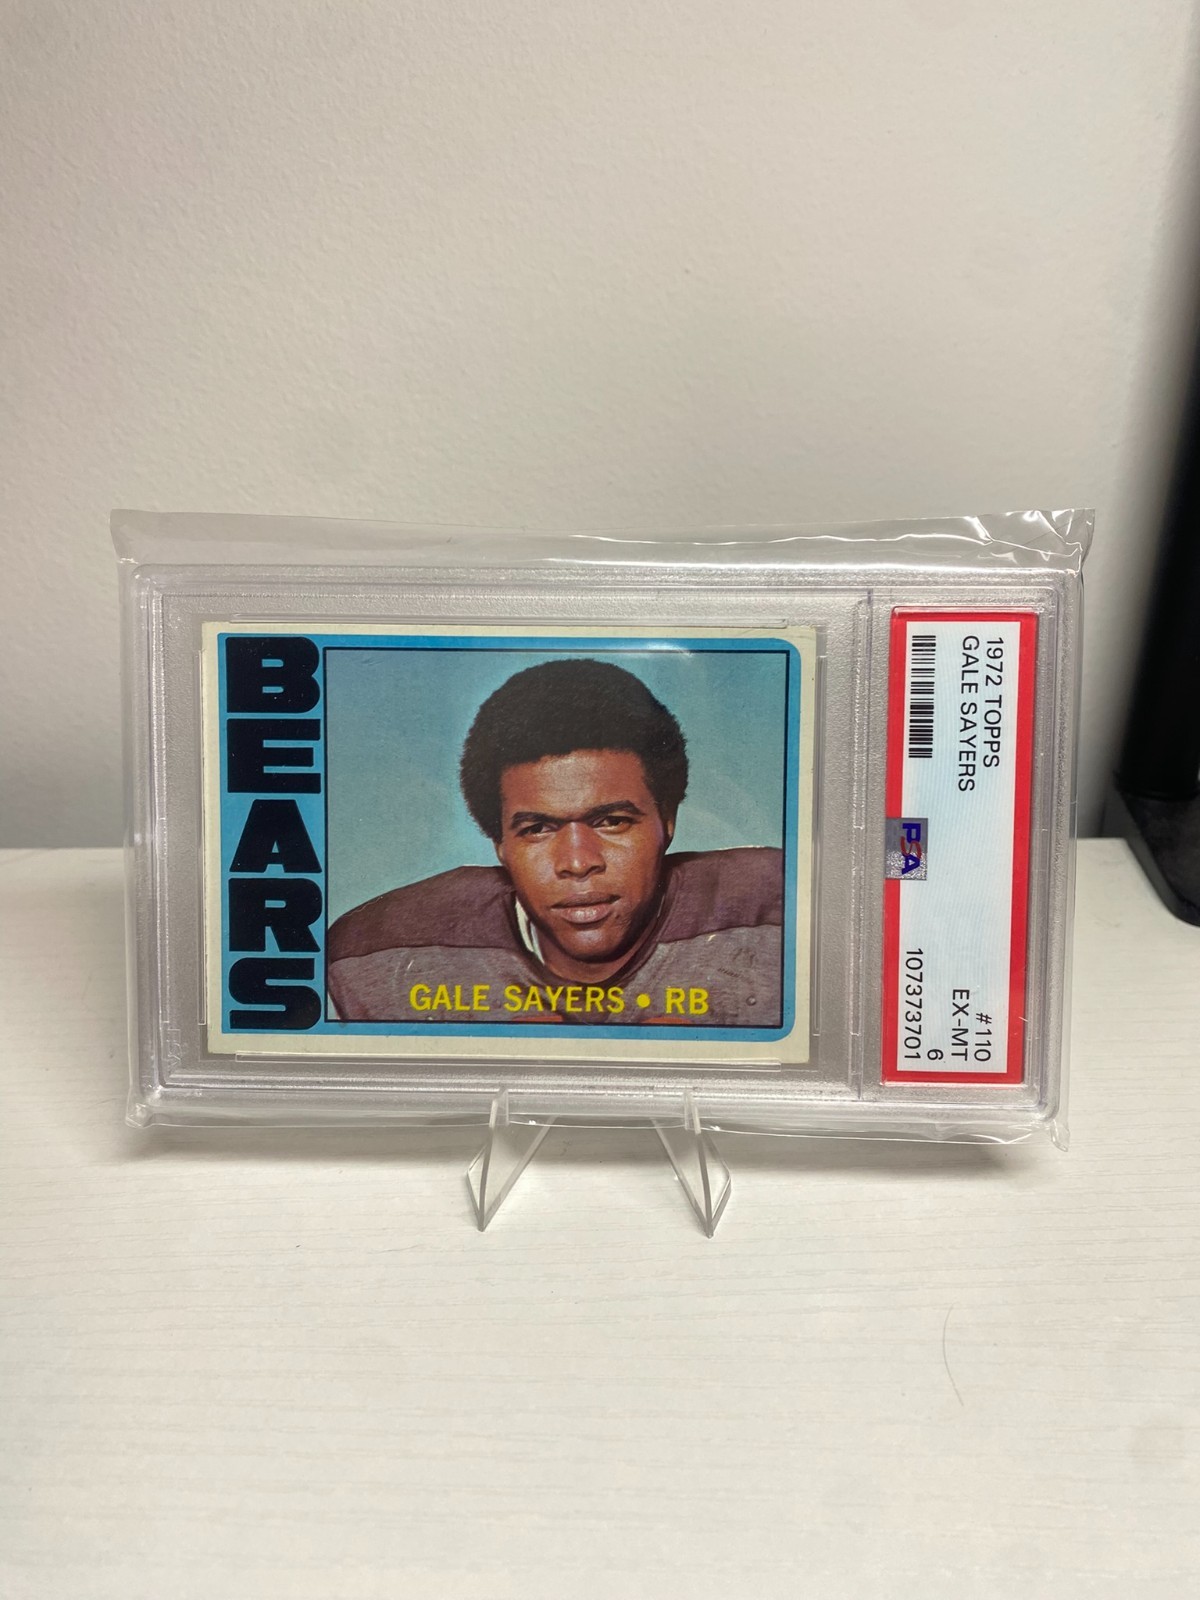 BEARS
GALE SAYERS • RB
1972 TOPPS
GALE SAYERS
#110
EX-MT
6
107373701
PSA